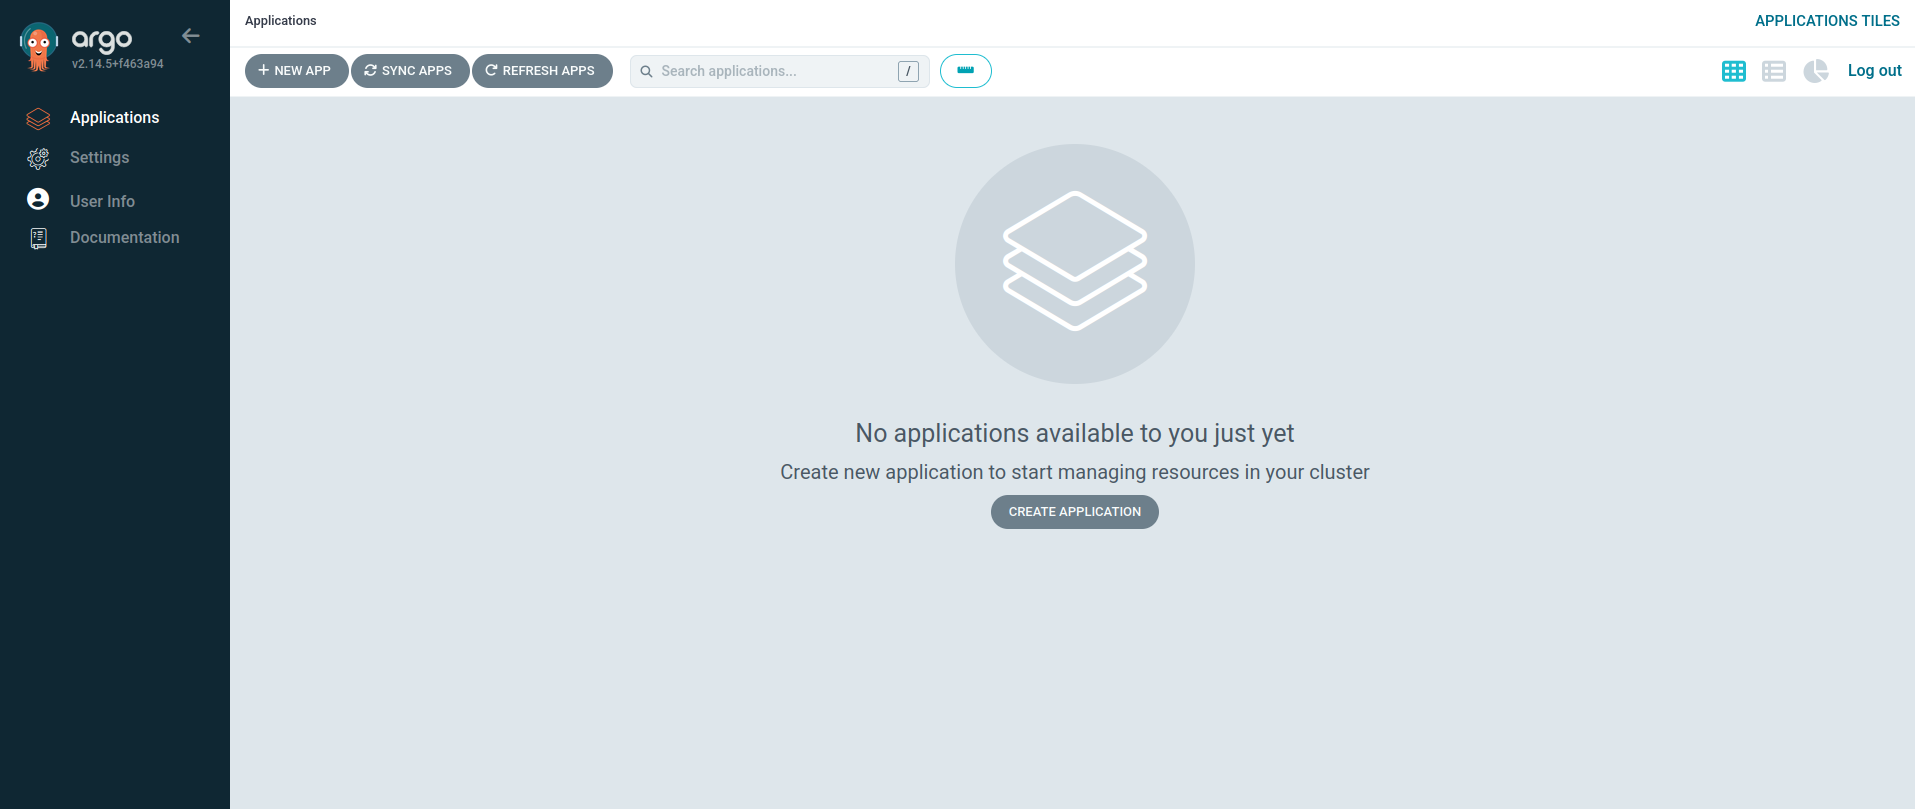 argo
v2.14.5+f463a94
Applications
Settings
User Info
Documentation
Applications
APPLICATIONS TILES
+ NEW APP
SYNC APPS
REFRESH APPS
Search applications...
/
Log out
No applications available to you just yet
Create new application to start managing resources in your cluster
CREATE APPLICATION